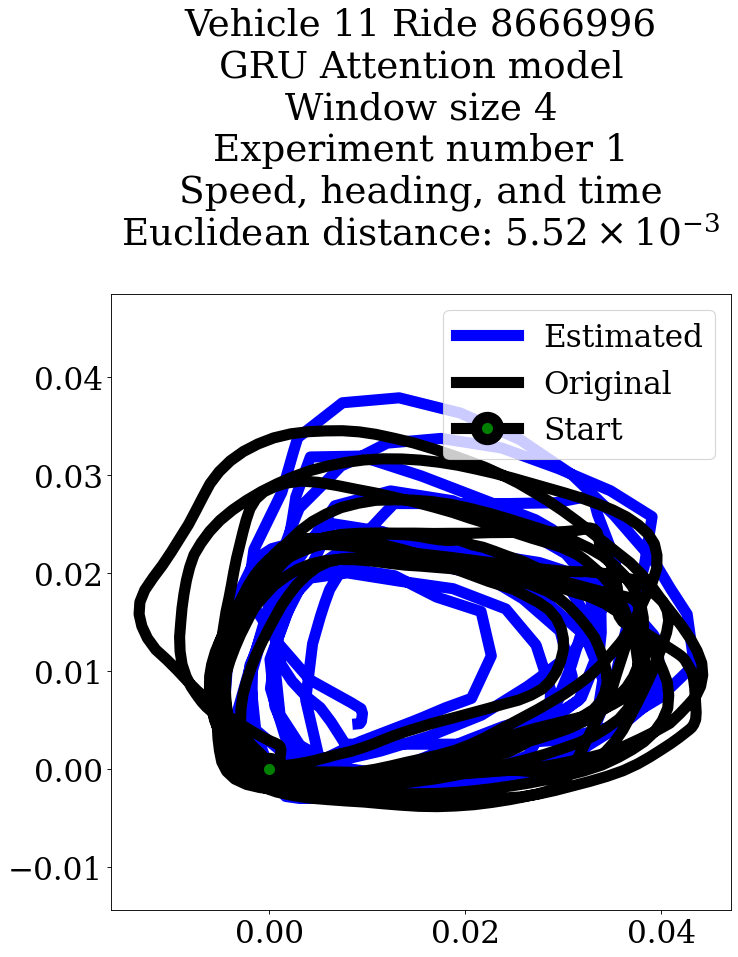 Vehicle 11 Ride 8666996
GRU Attention model
Window size 4
Experiment number 1
Speed, heading, and time
Euclidean distance: 5.52 × 10⁻³
Estimated
Original
Start
0.04
0.03
0.02
0.01
0.00
−0.01
0.00 0.02 0.04